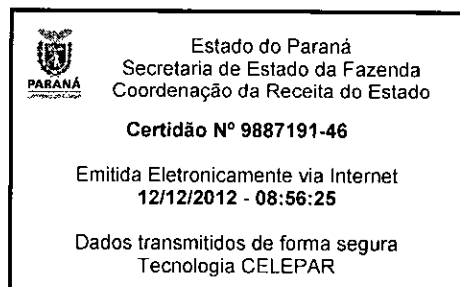 Estado do Paraná
Secretaria de Estado da Fazenda
PARANÁ
Coordenação da Receita do Estado
Certidão Nº 9887191-46
Emitida Eletronicamente via Internet
12/12/2012 - 08:56:25
Dados transmitidos de forma segura
Tecnologia CELEPAR